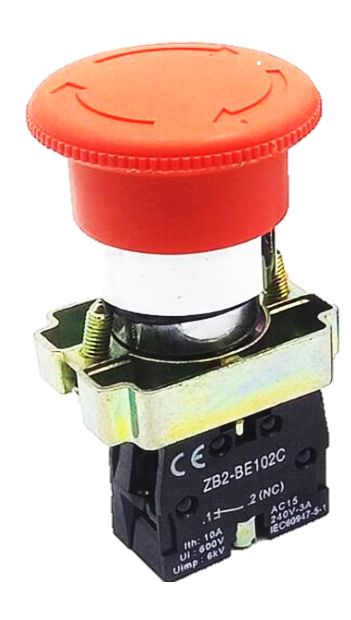 CE
ZB2-BE102C
.1 .2 (NC)
Ith: 10A
Ui : 600V
Uimp : 6kV
AC15
240V-3A
IEC60947-5-1